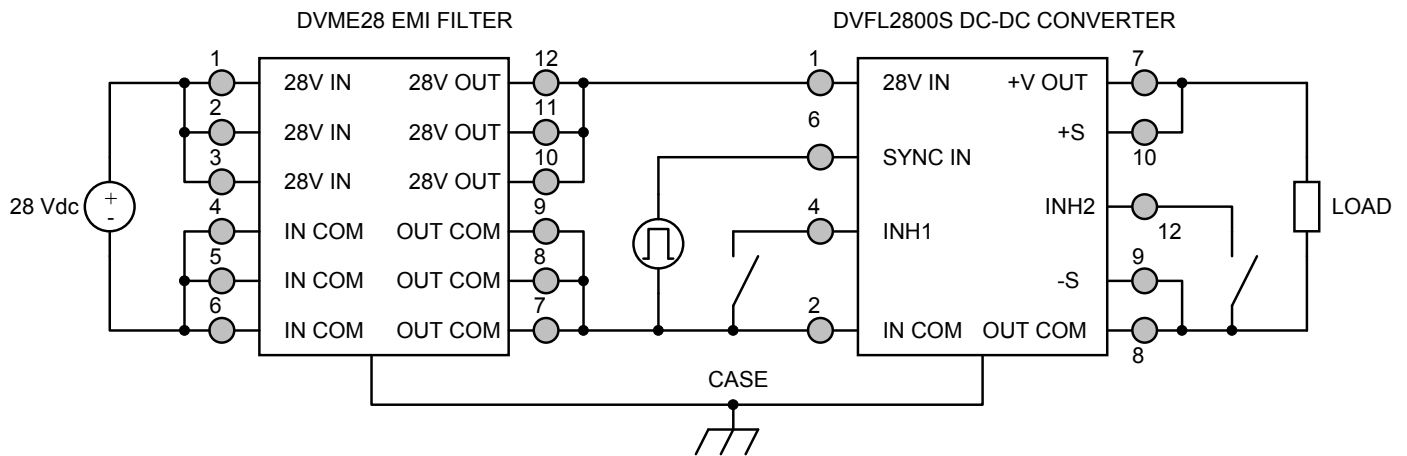 DVME28 EMI FILTER
DVFL2800S DC-DC CONVERTER
1
28V IN
28V OUT
12
2
28V IN
28V OUT
11
3
28V IN
28V OUT
10
4
IN COM
OUT COM
9
5
IN COM
OUT COM
8
6
IN COM
OUT COM
7
28 Vdc
+
-
1
28V IN
+V OUT
7
+S
10
6
SYNC IN
4
INH1
INH2
12
-S
9
2
IN COM
OUT COM
8
LOAD
CASE